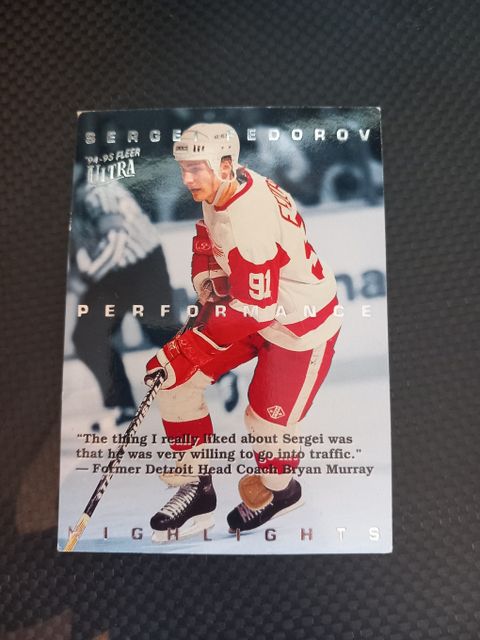 SERGEI FEDOROV
'94-95 FLEER
ULTRA
91
PERFORMANCE
"The thing I really liked about Sergei was
that he was very willing to go into traffic."
— Former Detroit Head Coach Bryan Murray
HIGHLIGHTS